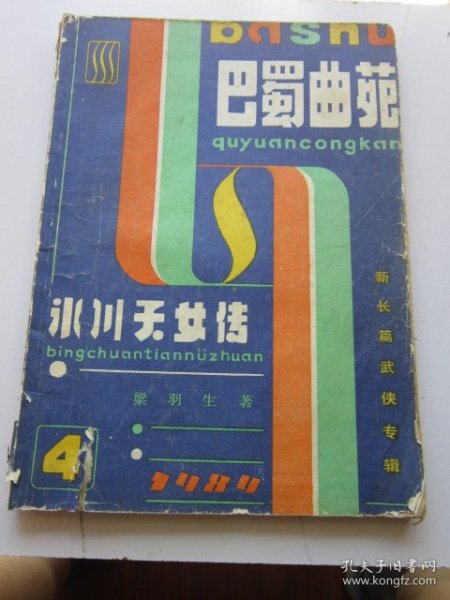 bashu
巴蜀曲苑
quyuancongkan
冰川天女传
bingchuantiannüzhuan
新长篇武侠专辑
梁羽生著
4
1984
孔夫子旧书网
www.kongfz.com